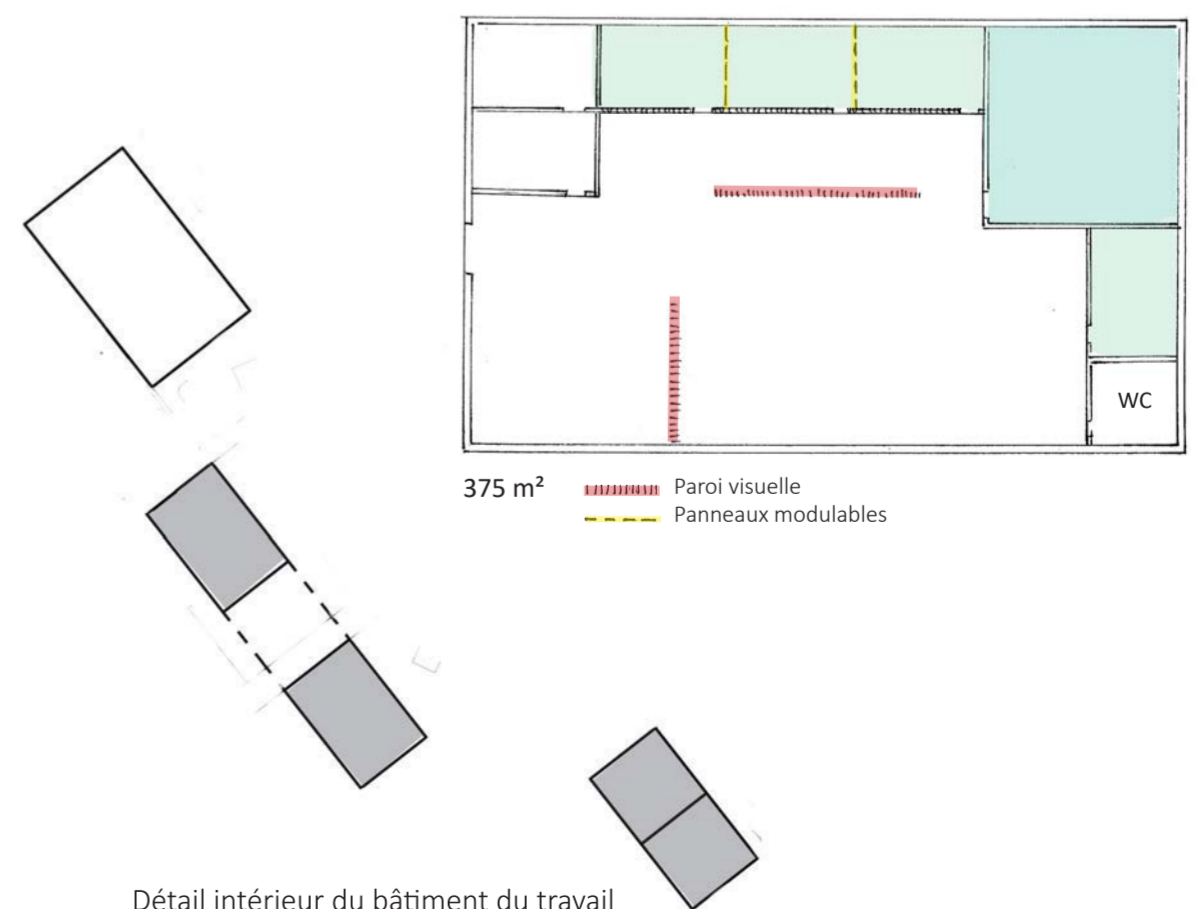 WC
375 m²
Paroi visuelle
Panneaux modulables
Détail intérieur du bâtiment du travail